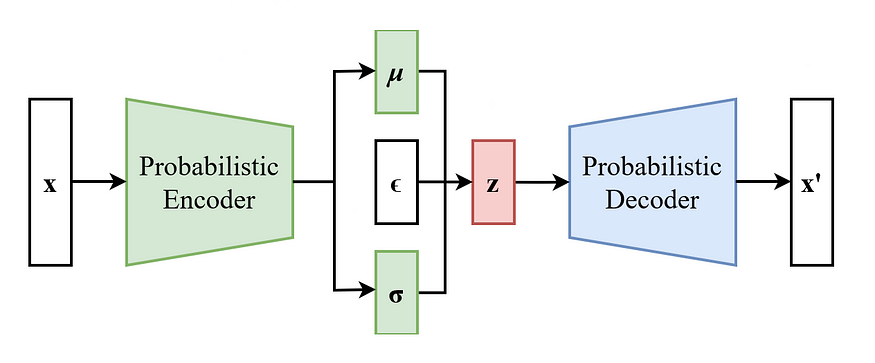 x
Probabilistic
Encoder
μ
ϵ
σ
z
Probabilistic
Decoder
x'